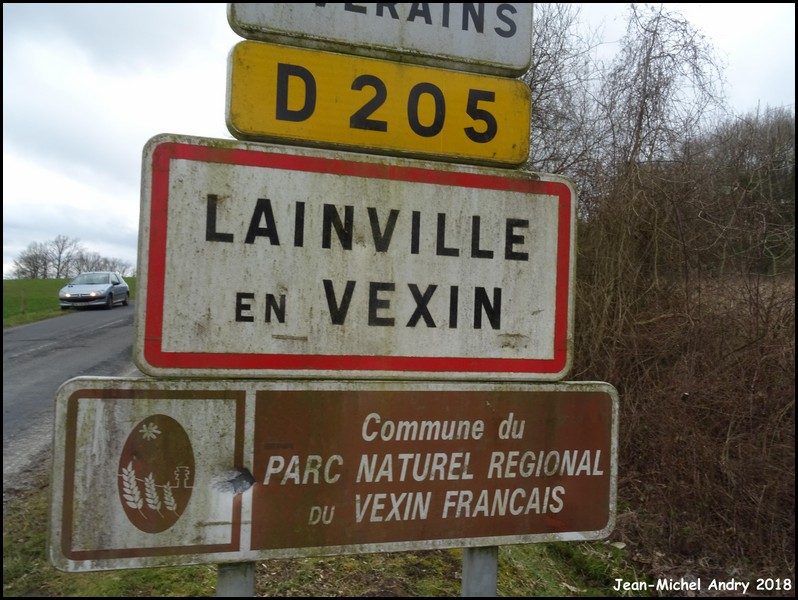 D 205
LAINVILLE
EN VEXIN
Commune du
PARC NATUREL REGIONAL
DU VEXIN FRANCAIS
Jean-Michel Andry 2018